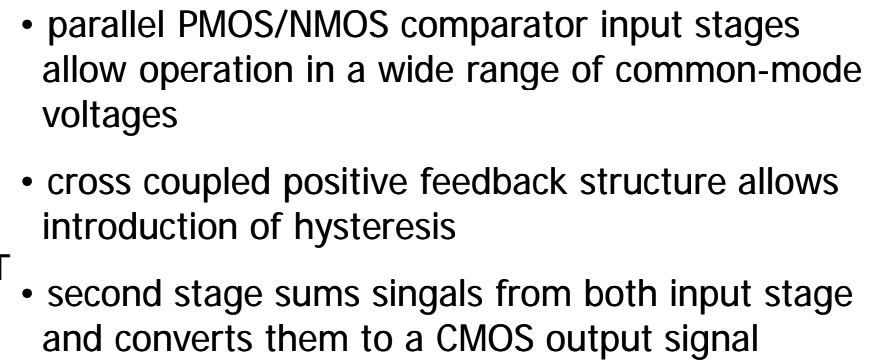 • parallel PMOS/NMOS comparator input stages
allow operation in a wide range of common-mode
voltages
• cross coupled positive feedback structure allows
introduction of hysteresis
T
• second stage sums singals from both input stage
and converts them to a CMOS output signal